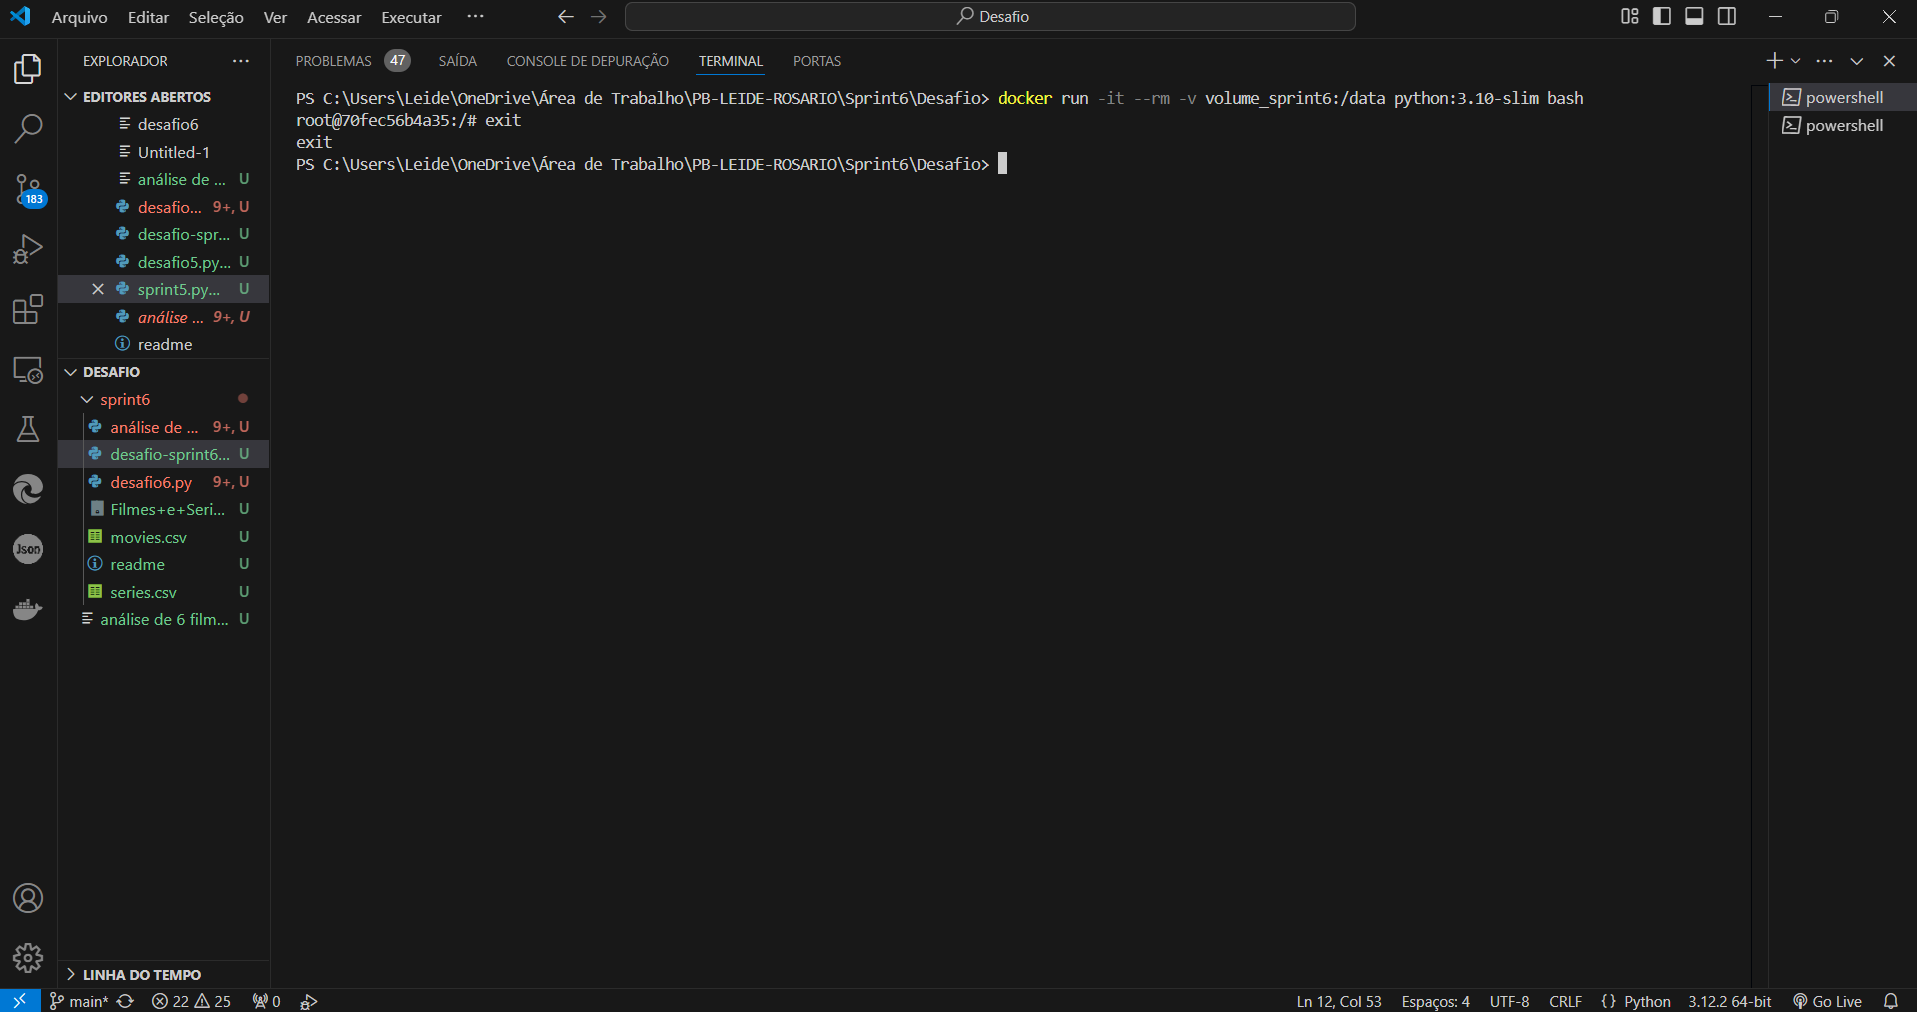 Arquivo Editar Seleção Ver Acessar Executar ··· Desafio
EXPLORADOR ···
EDITORES ABERTOS
desafio6
Untitled-1
análise de ... U
desafio... 9+, U
desafio-spr... U
desafio5.py... U
sprint5.py... U
análise ... 9+, U
readme
DESAFIO
sprint6
análise de ... 9+, U
desafio-sprint6... U
desafio6.py 9+, U
Filmes+e+Seri... U
movies.csv U
readme U
series.csv U
análise de 6 film... U
LINHA DO TEMPO
183
Json
PROBLEMAS 47 SAÍDA CONSOLE DE DEPURAÇÃO TERMINAL PORTAS
PS C:\Users\Leide\OneDrive\Área de Trabalho\PB-LEIDE-ROSARIO\Sprint6\Desafio> docker run -it --rm -v volume_sprint6:/data python:3.10-slim bash
root@70fec56b4a35:/# exit
exit
PS C:\Users\Leide\OneDrive\Área de Trabalho\PB-LEIDE-ROSARIO\Sprint6\Desafio>
powershell
powershell
main* 22 25 0 Ln 12, Col 53 Espaços: 4 UTF-8 CRLF {} Python 3.12.2 64-bit Go Live